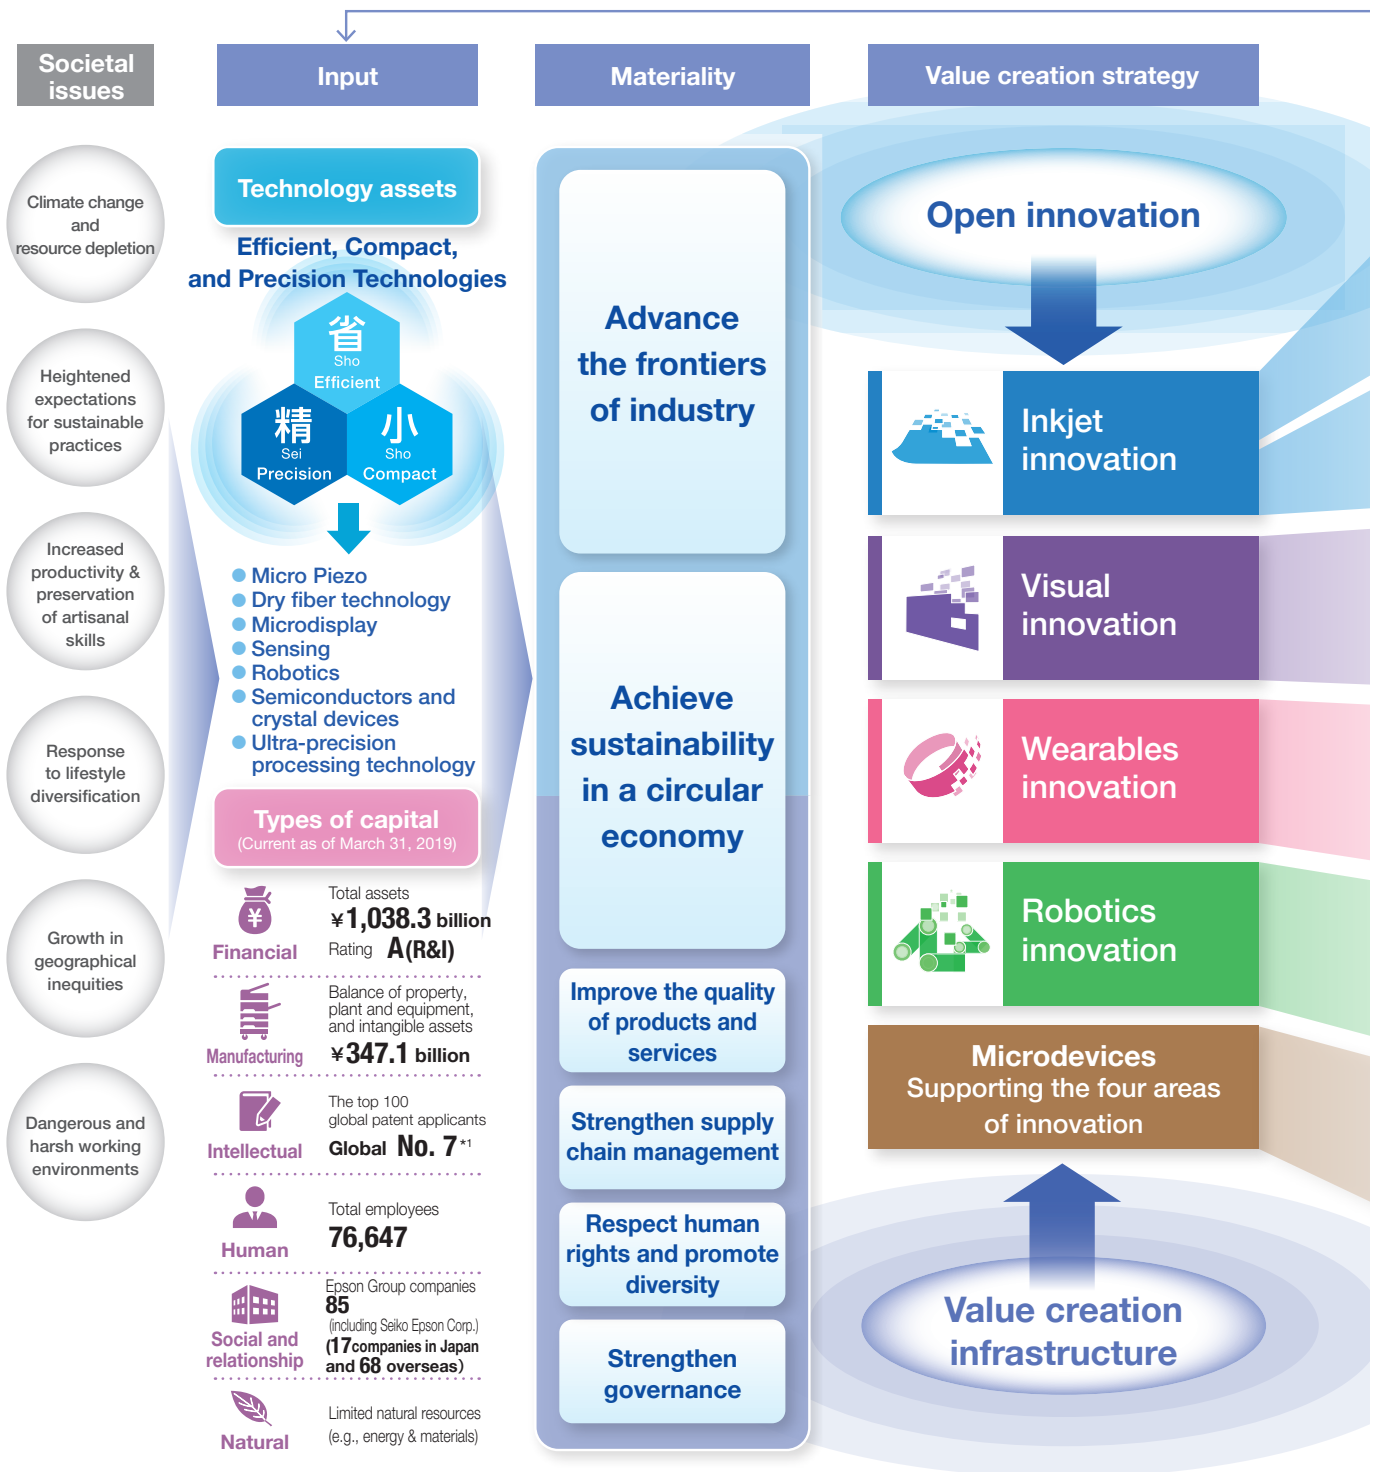 Societal
issues
Climate change
and
resource depletion
Heightened
expectations
for sustainable
practices
Increased
productivity &
preservation
of artisanal
skills
Response
to lifestyle
diversification
Growth in
geographical
inequities
Dangerous and
harsh working
environments
Input
Technology assets
Efficient, Compact,
and Precision Technologies
省
Sho
Efficient
精
Sei
Precision
小
Sho
Compact
Micro Piezo
Dry fiber technology
Microdisplay
Sensing
Robotics
Semiconductors and
crystal devices
Ultra-precision
processing technology
Types of capital
(Current as of March 31, 2019)
¥
Financial
Total assets
¥1,038.3 billion
Rating A(R&I)
Manufacturing
Balance of property,
plant and equipment,
and intangible assets
¥347.1 billion
Intellectual
The top 100
global patent applicants
Global No. 7*1
Human
Total employees
76,647
Social and
relationship
Epson Group companies
85
(including Seiko Epson Corp.)
(17companies in Japan
and 68 overseas)
Natural
Limited natural resources
(e.g., energy & materials)
Materiality
Advance
the frontiers
of industry
Achieve
sustainability
in a circular
economy
Improve the quality
of products and
services
Strengthen supply
chain management
Respect human
rights and promote
diversity
Strengthen
governance
Value creation strategy
Open innovation
Inkjet
innovation
Visual
innovation
Wearables
innovation
Robotics
innovation
Microdevices
Supporting the four areas
of innovation
Value creation
infrastructure